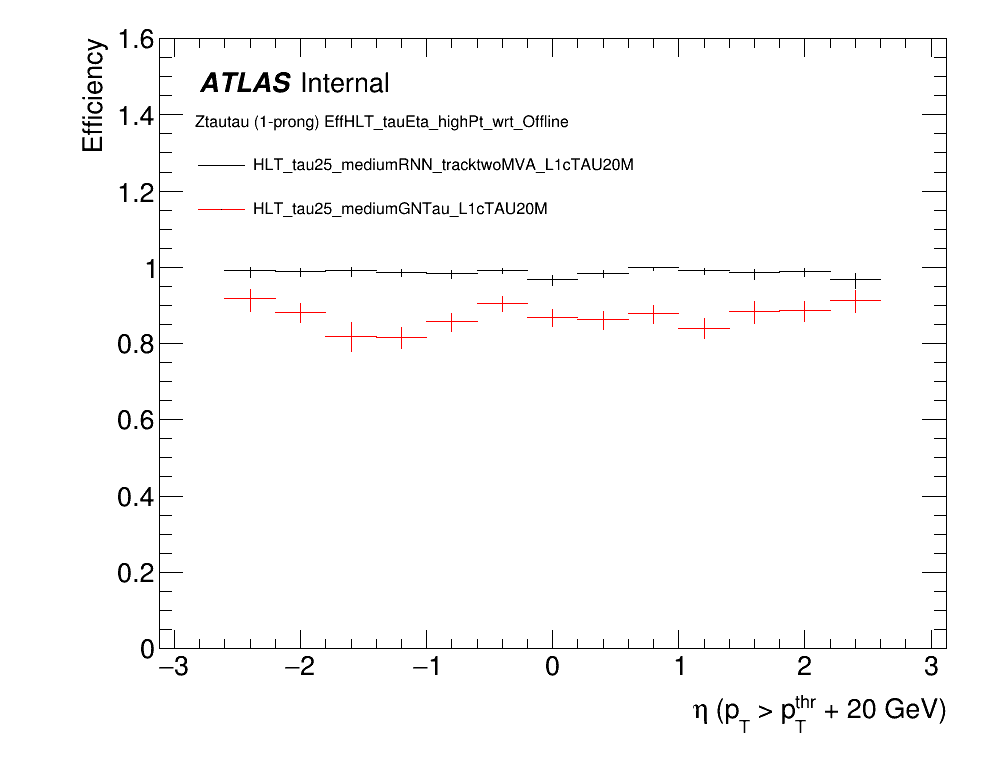 Efficiency
1.6
1.4
1.2
1
0.8
0.6
0.4
0.2
0
ATLAS Internal
Ztautau (1-prong) EffHLT_tauEta_highPt_wrt_Offline
HLT_tau25_mediumRNN_tracktwoMVA_L1cTAU20M
HLT_tau25_mediumGNTau_L1cTAU20M
−3 −2 −1 0 1 2 3
η (p_T > p_T^thr + 20 GeV)